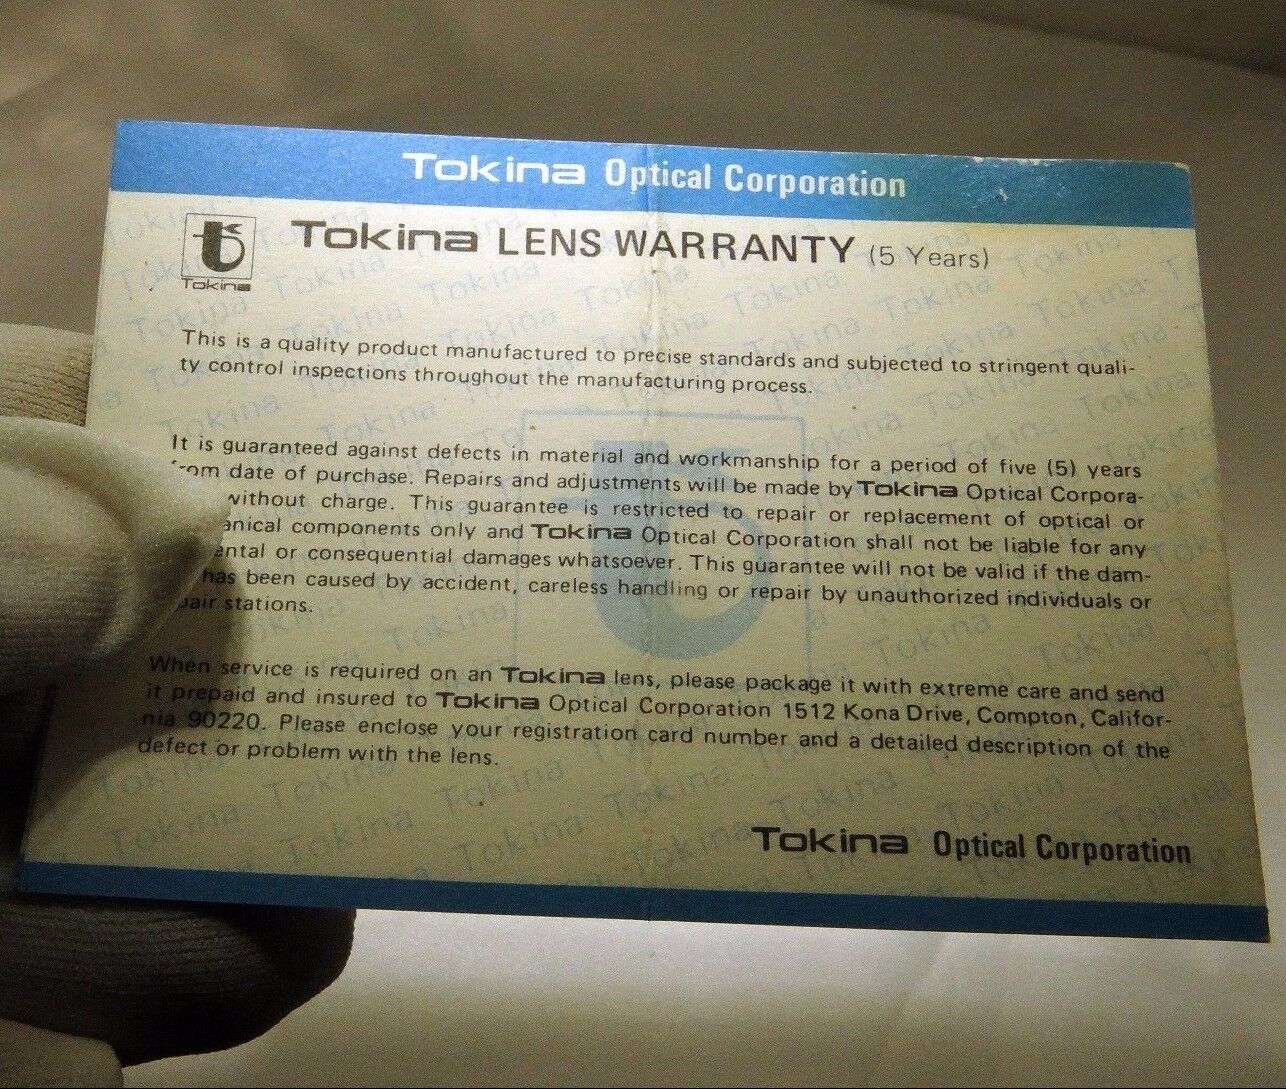 Tokina Optical Corporation
Tokina
Tokina LENS WARRANTY (5 Years)
This is a quality product manufactured to precise standards and subjected to stringent quali-
ty control inspections throughout the manufacturing process.
It is guaranteed against defects in material and workmanship for a period of five (5) years
from date of purchase. Repairs and adjustments will be made by Tokina Optical Corpora-
without charge. This guarantee is restricted to repair or replacement of optical or
anical components only and Tokina Optical Corporation shall not be liable for any
ental or consequential damages whatsoever. This guarantee will not be valid if the dam-
has been caused by accident, careless handling or repair by unauthorized individuals or
pair stations.
When service is required on an Tokina lens, please package it with extreme care and send
it prepaid and insured to Tokina Optical Corporation 1512 Kona Drive, Compton, Califor-
nia 90220. Please enclose your registration card number and a detailed description of the
defect or problem with the lens.
Tokina Optical Corporation